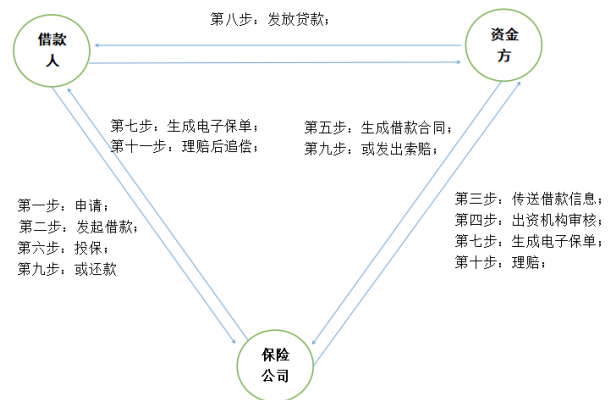 第八步：发放贷款；
借款
人
资金
方
第七步：生成电子保单；
第十一步：理赔后追偿；
第五步：生成借款合同；
第九步：或发出索赔；
第一步：申请；
第二步：发起借款；
第六步：投保；
第九步：或还款
第三步：传送借款信息；
第四步：出资机构审核；
第七步：生成电子保单；
第十步：理赔；
保险
公司